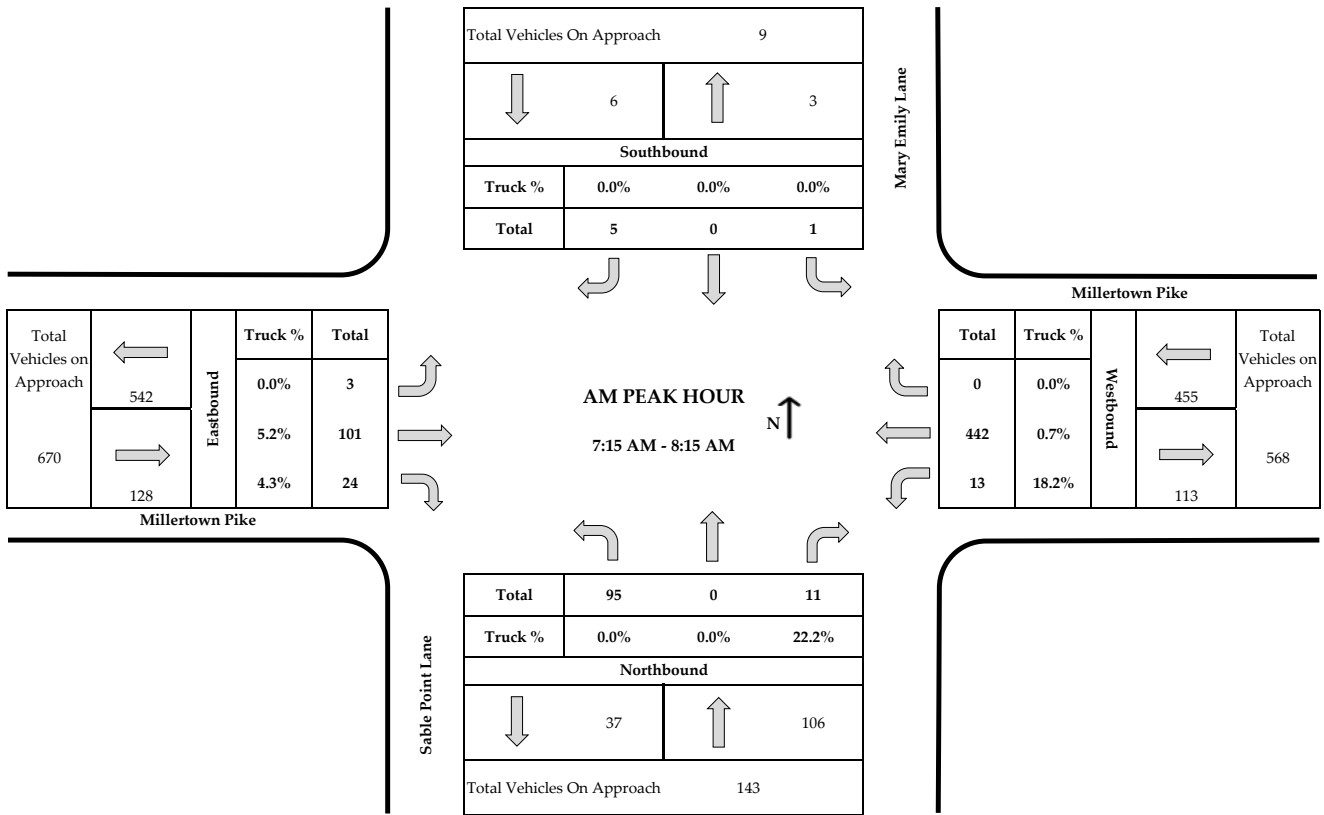 Total Vehicles On Approach 9
6 3
Southbound
Truck % 0.0% 0.0% 0.0%
Total 5 0 1
Mary Emily Lane
Millertown Pike
Total Vehicles on Approach
670
542
128
Eastbound
Truck % Total
0.0% 3
5.2% 101
4.3% 24
Millertown Pike
AM PEAK HOUR
N
7:15 AM - 8:15 AM
Total Truck %
0 0.0%
442 0.7%
13 18.2%
Westbound
455
113
Total Vehicles on Approach
568
Sable Point Lane
Total 95 0 11
Truck % 0.0% 0.0% 22.2%
Northbound
37 106
Total Vehicles On Approach 143